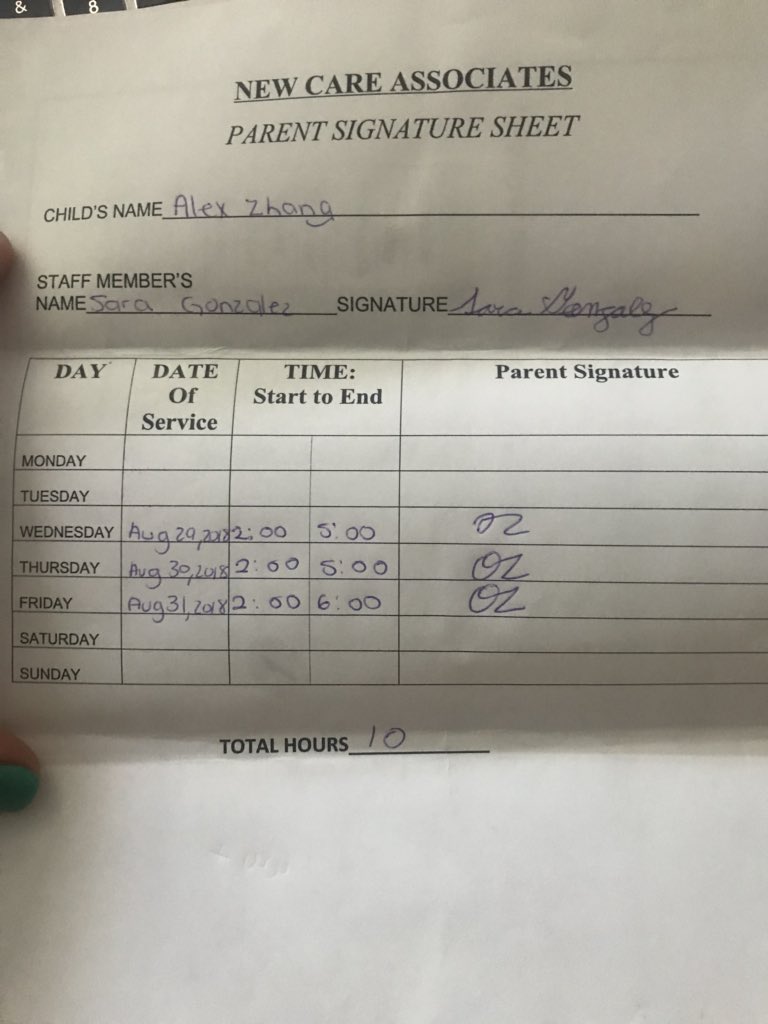 & 8
NEW CARE ASSOCIATES
PARENT SIGNATURE SHEET
CHILD'S NAME Alex Zhang
STAFF MEMBER'S
NAME Sara Gonzalez SIGNATURE Sara Gonzalez
DAY DATE TIME: Parent Signature
Of Start to End
Service
MONDAY
TUESDAY
WEDNESDAY Aug 29, 2018 2:00 5:00 OZ
THURSDAY Aug 30, 2018 2:00 5:00 OZ
FRIDAY Aug 31, 2018 2:00 6:00 OZ
SATURDAY
SUNDAY
TOTAL HOURS 10